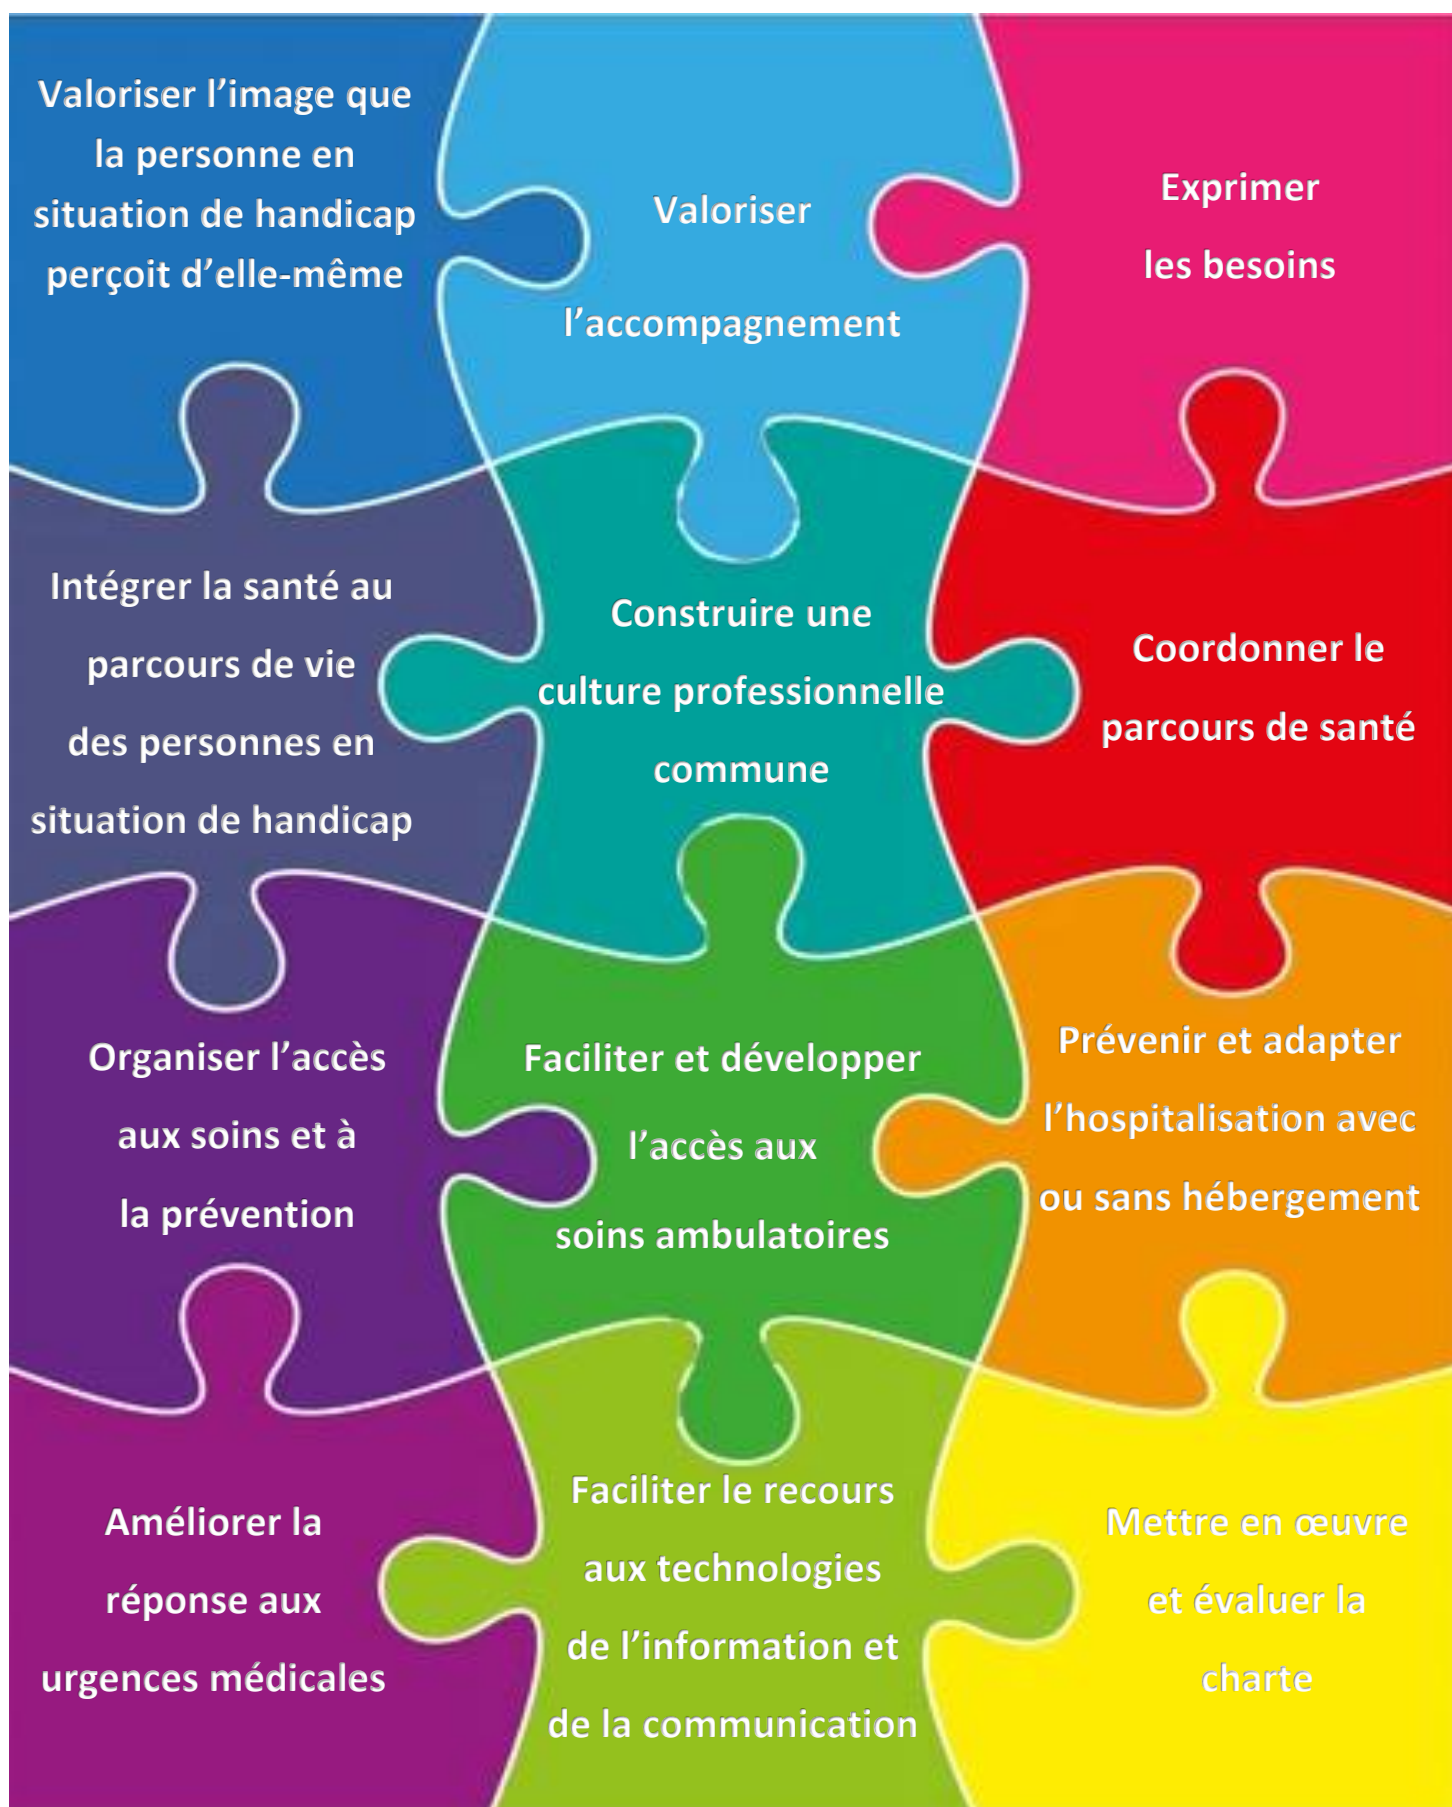 Valoriser l’image que
la personne en
situation de handicap
perçoit d’elle-même
Valoriser
l’accompagnement
Exprimer
les besoins
Intégrer la santé au
parcours de vie
des personnes en
situation de handicap
Construire une
culture professionnelle
commune
Coordonner le
parcours de santé
Organiser l’accès
aux soins et à
la prévention
Faciliter et développer
l’accès aux
soins ambulatoires
Prévenir et adapter
l’hospitalisation avec
ou sans hébergement
Améliorer la
réponse aux
urgences médicales
Faciliter le recours
aux technologies
de l’information et
de la communication
Mettre en œuvre
et évaluer la
charte